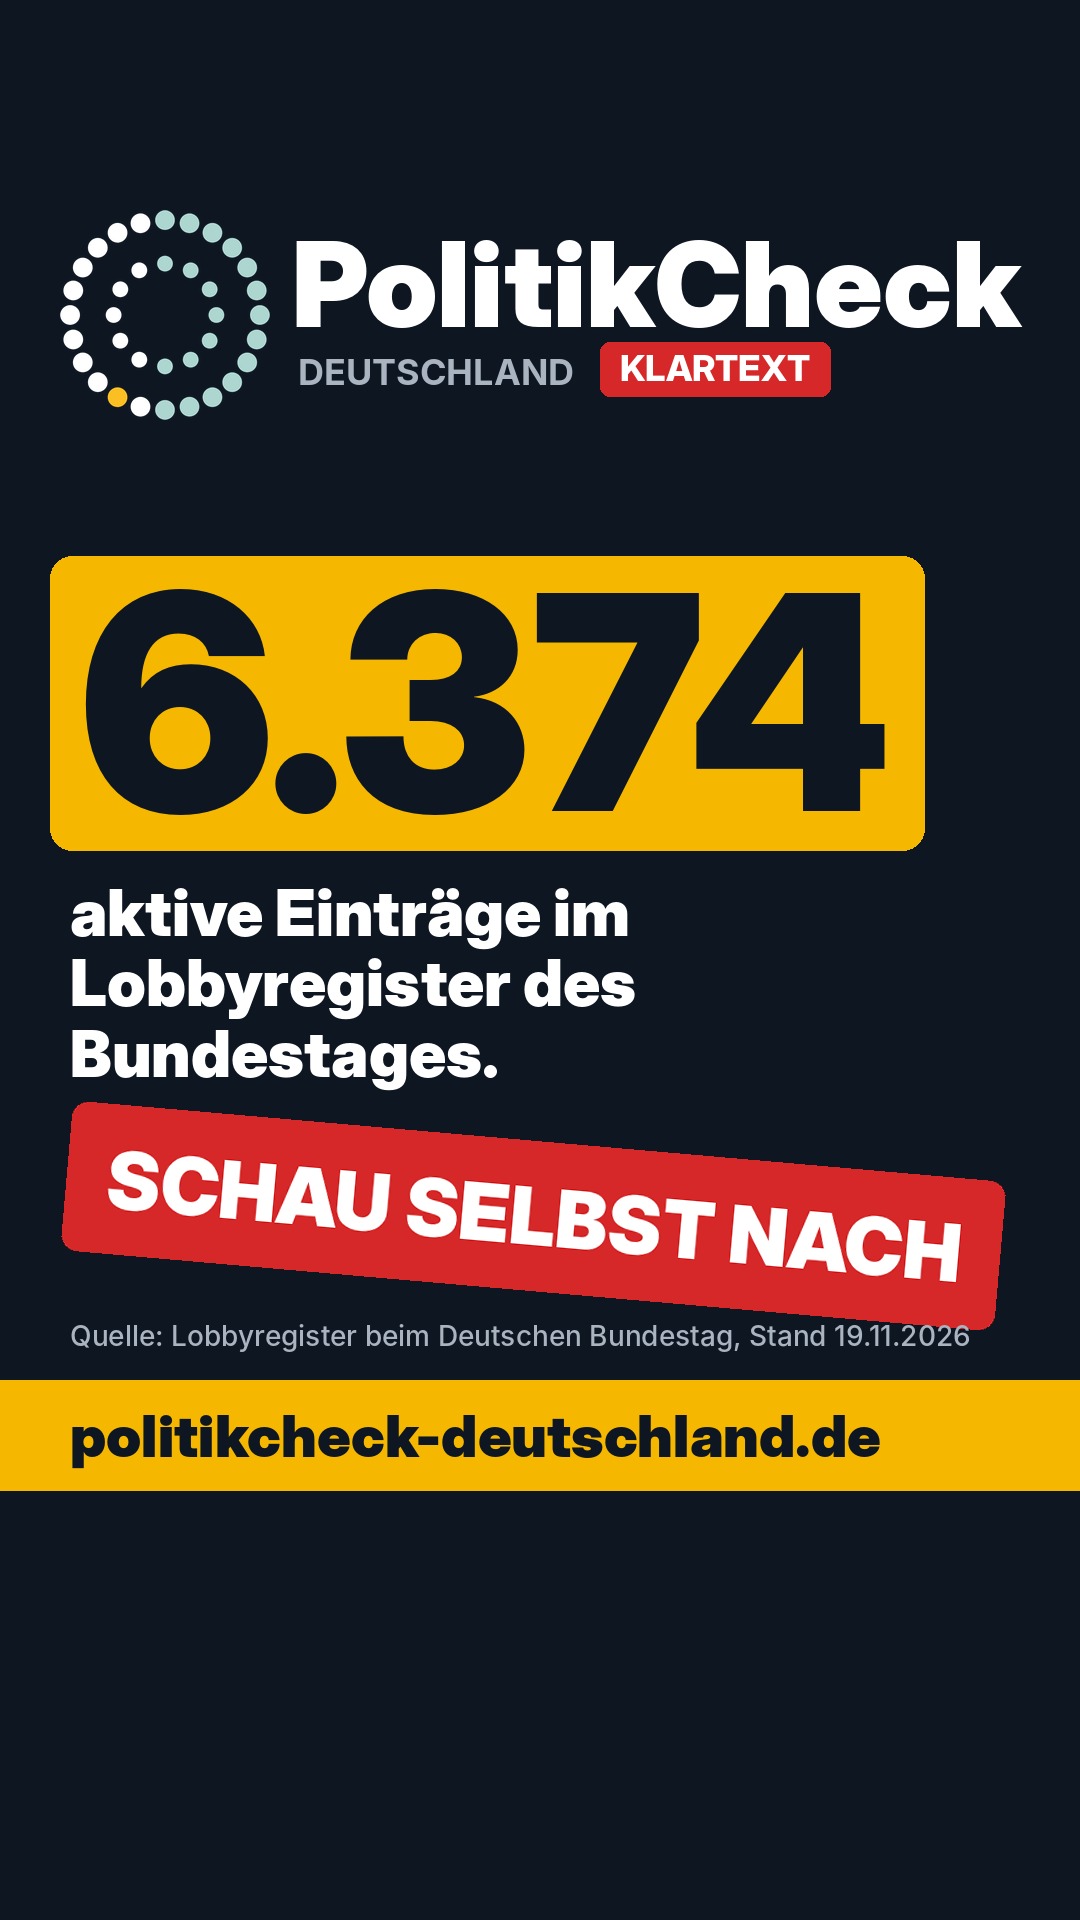 PolitikCheck
DEUTSCHLAND KLARTEXT
6.374
aktive Einträge im
Lobbyregister des
Bundestages.
SCHAU SELBST NACH
Quelle: Lobbyregister beim Deutschen Bundestag, Stand 19.11.2026
politikcheck-deutschland.de